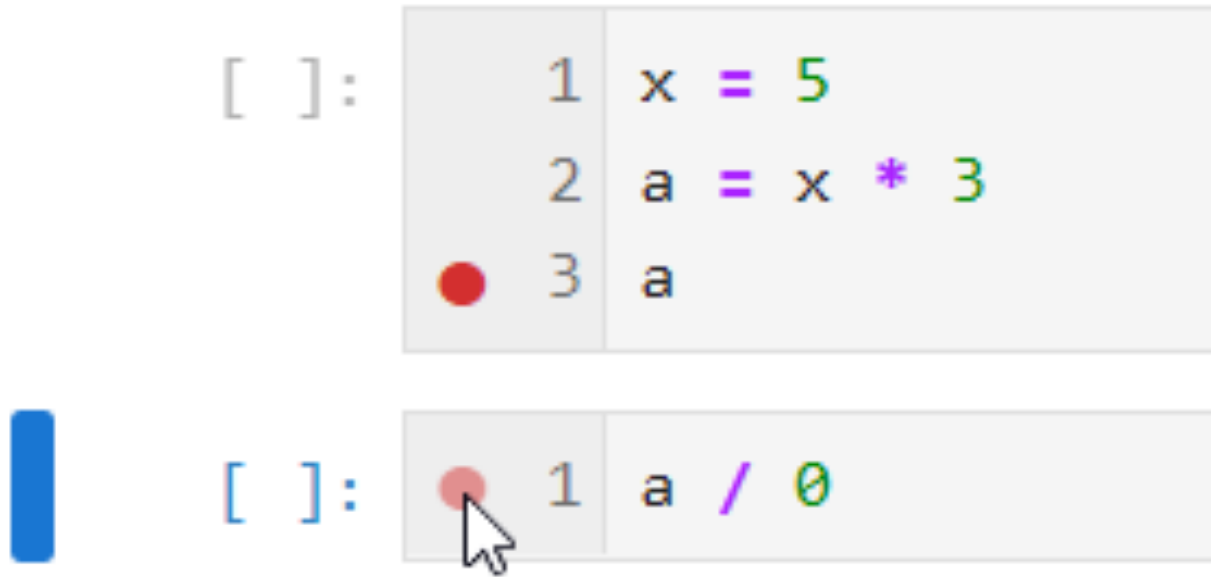 [ ]: 1 x = 5
2 a = x * 3
3 a
[ ]: 1 a / 0